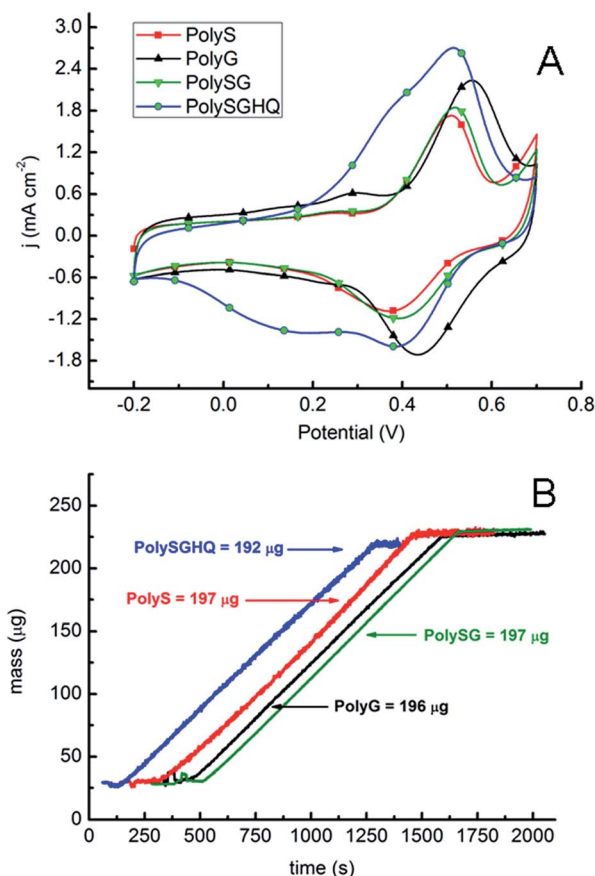 A
PolyS
PolyG
PolySG
PolySGHQ
3.0
2.4
1.8
1.2
0.6
0.0
-0.6
-1.2
-1.8
j (mA cm⁻²)
-0.2 0.0 0.2 0.4 0.6 0.8
Potential (V)
B
250
200
150
100
50
0
mass (μg)
PolySGHQ = 192 μg
PolyS = 197 μg
PolySG = 197 μg
PolyG = 196 μg
0 250 500 750 1000 1250 1500 1750 2000
time (s)